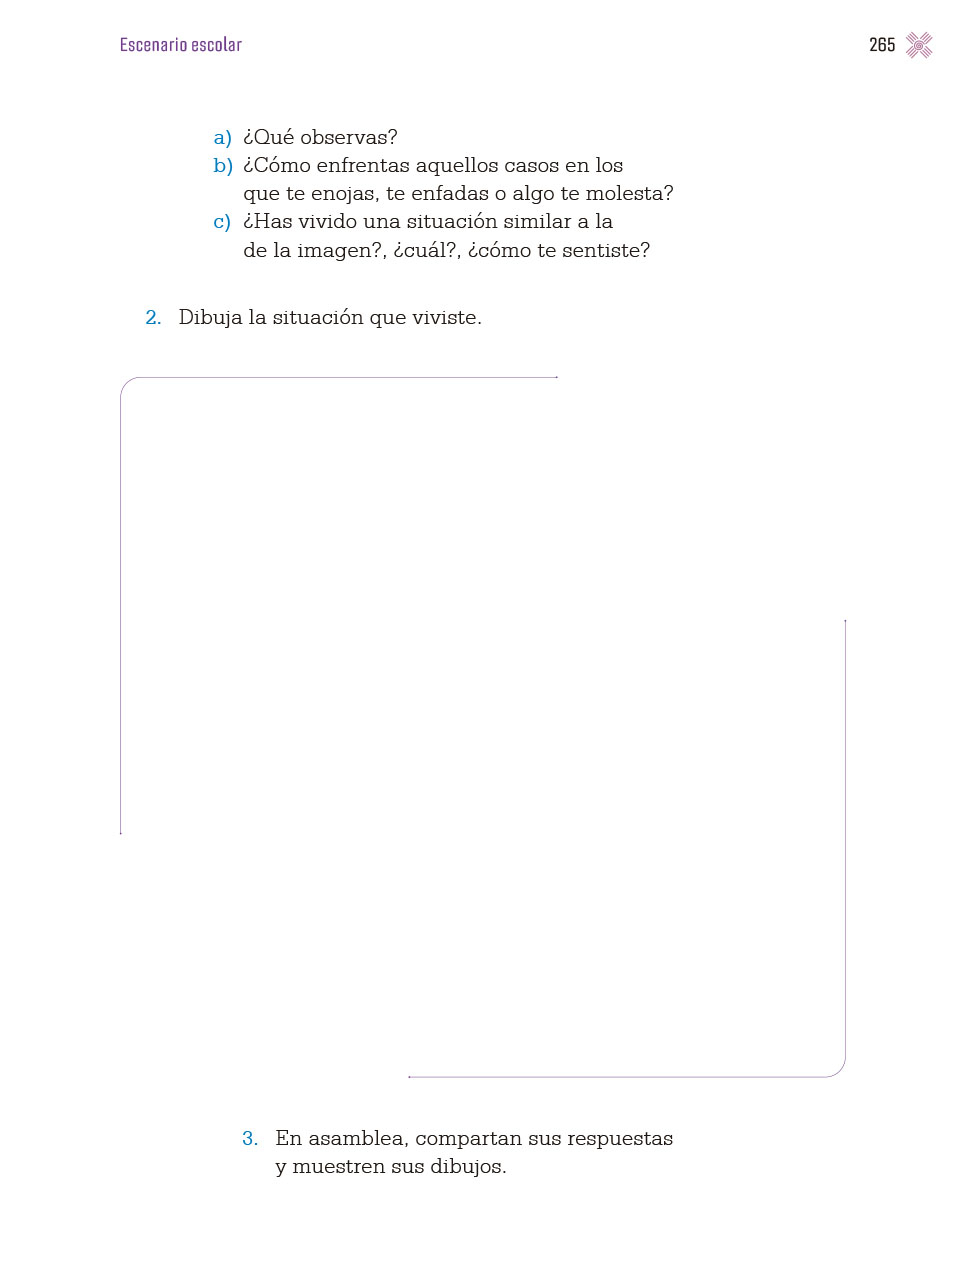 Escenario escolar
265
a) ¿Qué observas?
b) ¿Cómo enfrentas aquellos casos en los
que te enojas, te enfadas o algo te molesta?
c) ¿Has vivido una situación similar a la
de la imagen?, ¿cuál?, ¿cómo te sentiste?
2. Dibuja la situación que viviste.
3. En asamblea, compartan sus respuestas
y muestren sus dibujos.